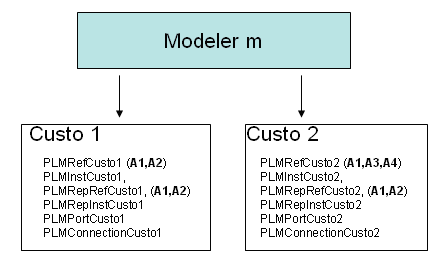 Modeler m
Custo 1
PLMRefCusto1 (A1,A2)
PLMInstCusto1,
PLMRepRefCusto1, (A1,A2)
PLMRepInstCusto1
PLMPortCusto1
PLMConnectionCusto1
Custo 2
PLMRefCusto2 (A1,A3,A4)
PLMInstCusto2,
PLMRepRefCusto2, (A1,A2)
PLMRepInstCusto2
PLMPortCusto2
PLMConnectionCusto2